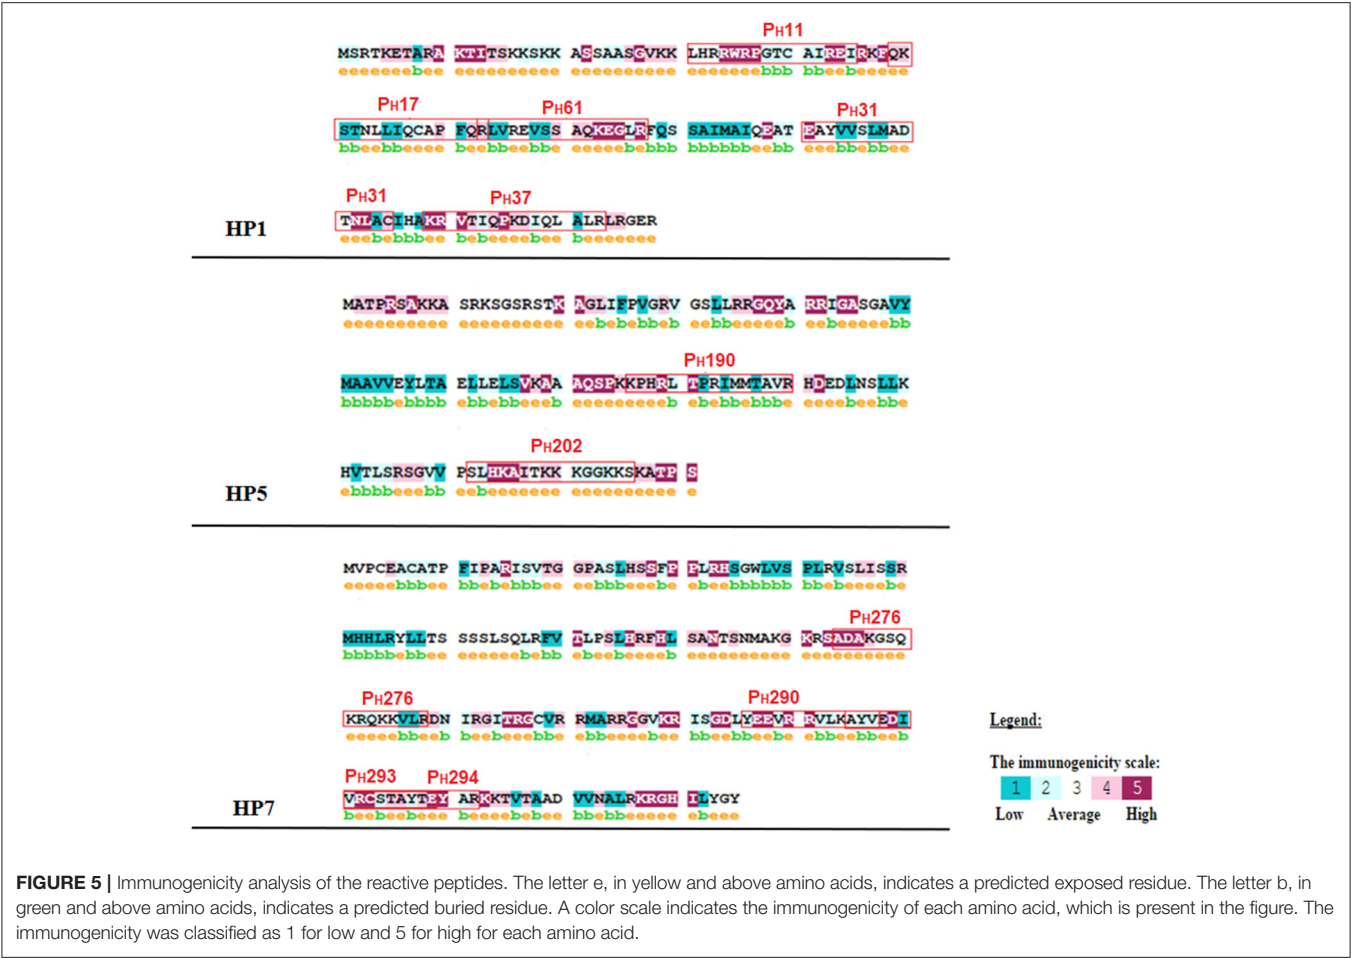 PH11
MSRTKETARA KTITSKKSKK ASSAASGVKK LHRRWREGTC AIREIRKFQK
eeeeeeebee eeeeeeeeee eeeeeeeeee eeeeeeebbb bbeebeeeee
PH17 PH61 PH31
STNLLIQCAP FQRLVREVSS AQKEGLRFQS SAIMAIQEAT EAYVVSLMAD
bbeebbeeee beebbeebbe eeeeeebebbb bbbbbbeebb eeebbebbee
PH31 PH37
TNLACIHAKR VTIQPKDIQL ALRLRGER
eeebebbbee bebeeeebee beeeeeee
HP1
MATPRSAKKA SRKSGSRSTK AGLIFPVGRV GSLLRRGQYA RRIGASGAVY
eeeeeeeeee eeeeeeeeee eebebebbeb eebbeeeeeb eebeeeeebb
PH190
MAAVVEYLTA ELLELSVKAA AQSPKKPHRL TPRIMMTAVR HDEDLNSLLK
bbbbbebbbb ebbebbeeeb eeeeeeeeeb ebebbebbbe eeeebeebbe
PH202
HVTLSRSGVV PSLHKAITKK KGGKKSKATP S
ebbbbeeebb eebeeeeeee eeeeeeeeee e
HP5
MVPCEACATP FIPARISVTG GPASLHSSFP PLRHSGWLVS PLRVSLISSR
eeeeebbbee bbebebbbee eebbbeeebe ebeebbbbbb bbebeeeebe
PH276
MHHLRYLLTS SSSSLSQLRFV TLPSLHRFHL SANTSNMAKG KRSADAKGSQ
bbbbbebbee eeeeeebebb ebeebeeeeb eeeeeeeeee eeeeeeeeee
PH276 PH290
KRQKKVLRDN IRGITRGCVR RMARRGGVKR ISGDLYEEVR RVLKAYVEDI
eeeeebbeeb beebeeebbe ebbeeeebee bbeebbeebe ebbeebbeeb
PH293 PH294
VRCSTAYTEY ARKKTVTAAD VVNALRKRGH ILYGY
beebeebbee beeeeebebe bbebbeeeee ebeee
HP7
Legend:
The immunogenicity scale:
1 2 3 4 5
Low Average High
FIGURE 5 | Immunogenicity analysis of the reactive peptides. The letter e, in yellow and above amino acids, indicates a predicted exposed residue. The letter b, in
green and above amino acids, indicates a predicted buried residue. A color scale indicates the immunogenicity of each amino acid, which is present in the figure. The
immunogenicity was classified as 1 for low and 5 for high for each amino acid.